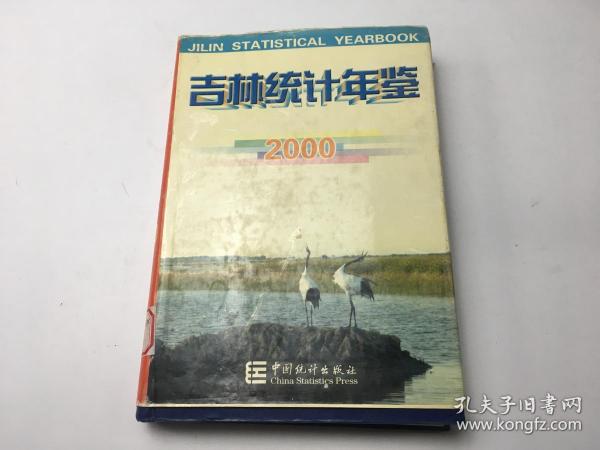 JILIN STATISTICAL YEARBOOK
吉林统计年鉴
2000
中国统计出版社
China Statistics Press
孔夫子旧书网
www.kongfz.com